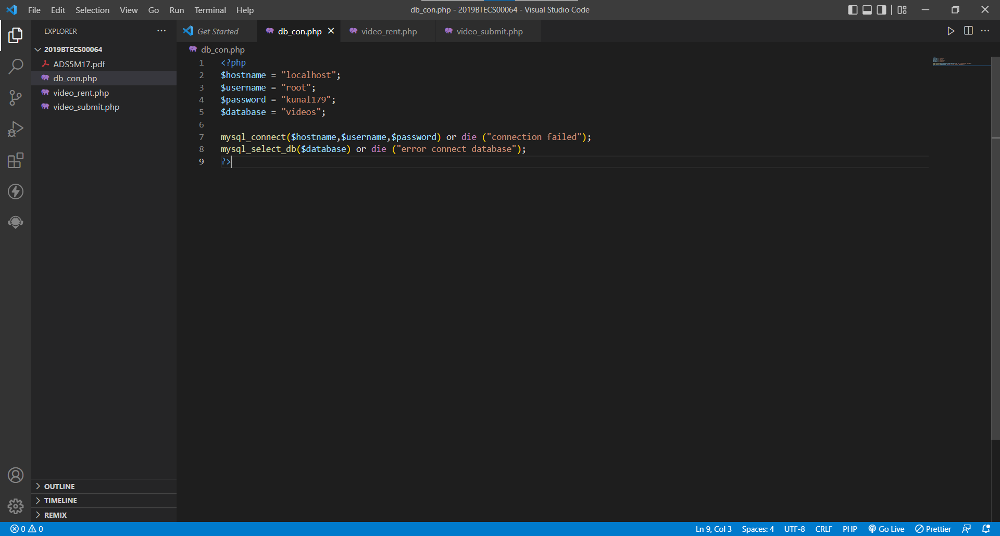 File Edit Selection View Go Run Terminal Help
db_con.php - 2019BTECS00064 - Visual Studio Code
EXPLORER
Get Started
db_con.php
video_rent.php
video_submit.php
2019BTECS00064
ADS5M17.pdf
db_con.php
video_rent.php
video_submit.php
db_con.php
1 <?php
2 $hostname = "localhost";
3 $username = "root";
4 $password = "kunal179";
5 $database = "videos";
6
7 mysql_connect($hostname,$username,$password) or die ("connection failed");
8 mysql_select_db($database) or die ("error connect database");
9 ?>
OUTLINE
TIMELINE
REMIX
0 0
Ln 9, Col 3 Spaces: 4 UTF-8 CRLF PHP Go Live Prettier